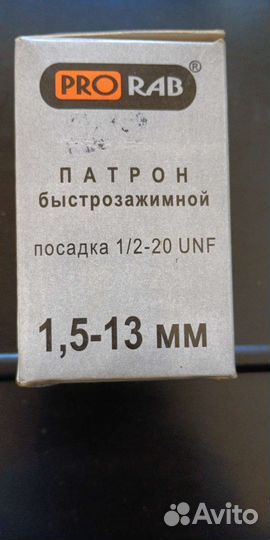 PRO RAB ®
ПАТРОН
быстрозажимной
посадка 1/2-20 UNF
1,5-13 мм
Avito